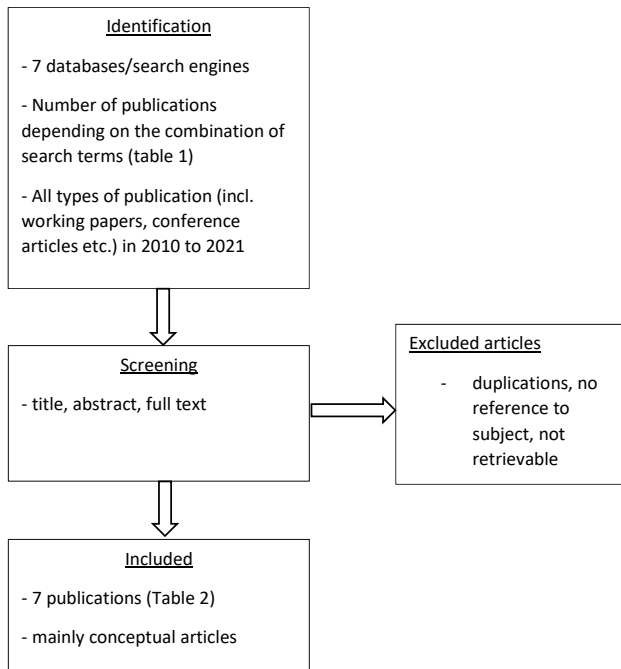 Identification
- 7 databases/search engines
- Number of publications
depending on the combination of
search terms (table 1)
- All types of publication (incl.
working papers, conference
articles etc.) in 2010 to 2021
Screening
- title, abstract, full text
Excluded articles
- duplications, no
reference to
subject, not
retrievable
Included
- 7 publications (Table 2)
- mainly conceptual articles